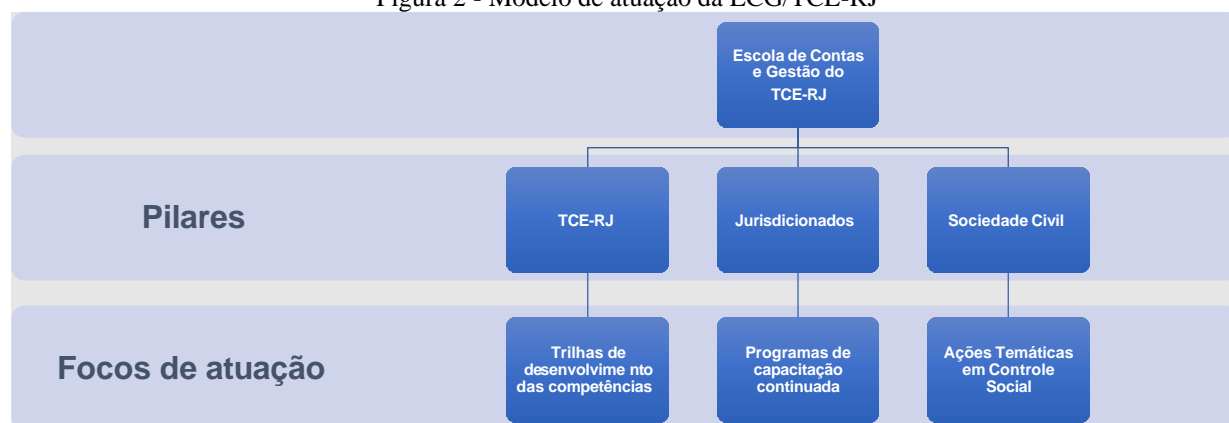 Figura 2 - Modelo de atuação da ECG/TCE-RJ
Escola de Contas
e Gestão do
TCE-RJ
Pilares
TCE-RJ
Jurisdicionados
Sociedade Civil
Focos de atuação
Trilhas de
desenvolvime nto
das competências
Programas de
capacitação
continuada
Ações Temáticas
em Controle
Social